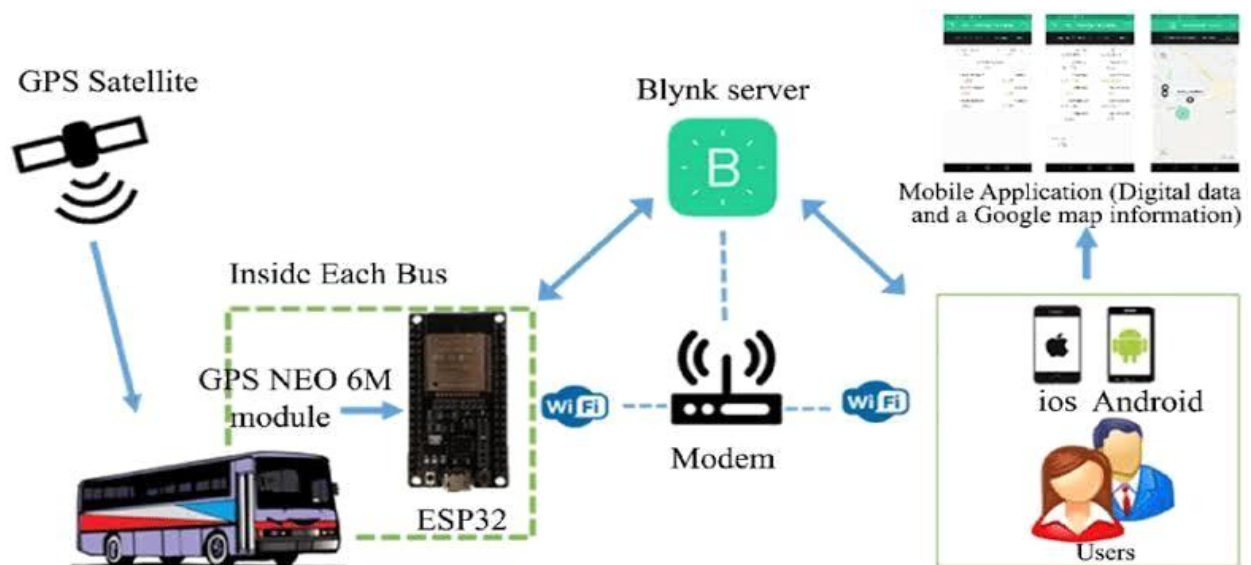 GPS Satellite
Blynk server
B
Mobile Application (Digital data
and a Google map information)
Inside Each Bus
GPS NEO 6M
module
ESP32
WiFi
WiFi
Modem
ios Android
Users